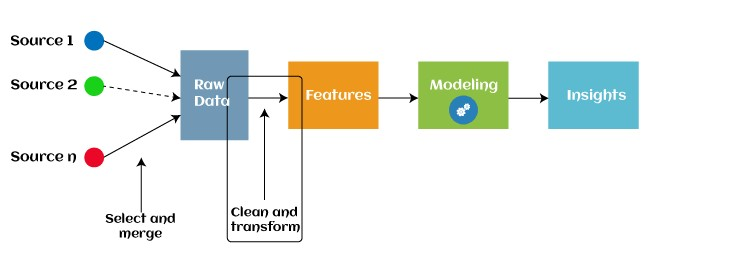 Source 1
Source 2
Source n
Select and
merge
Raw
Data
Clean and
transform
Features
Modeling
Insights